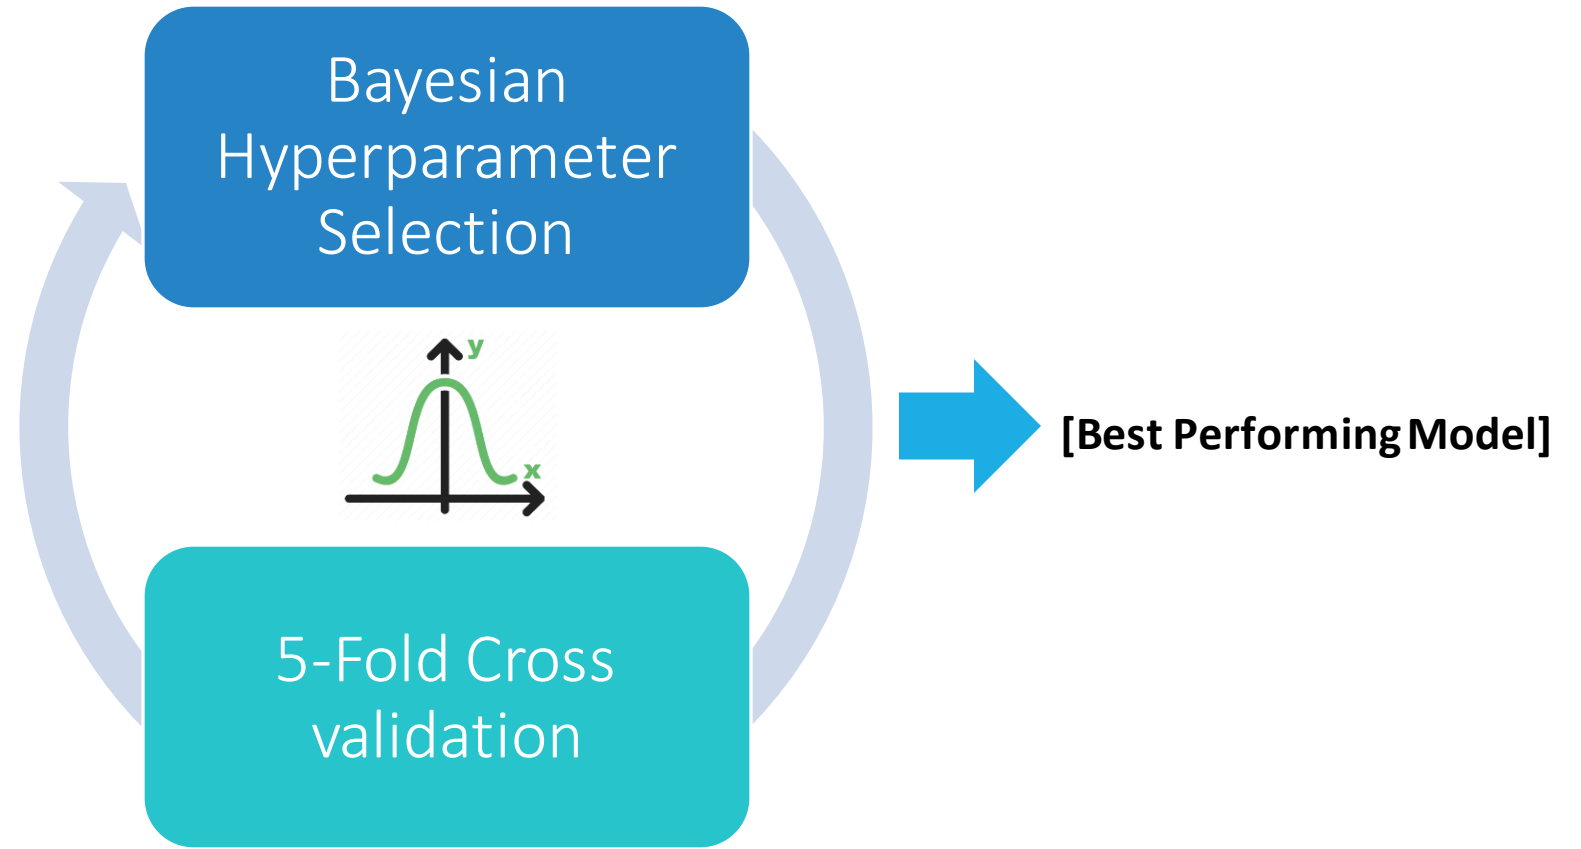 Bayesian
Hyperparameter
Selection
y
x
[Best Performing Model]
5-Fold Cross
validation